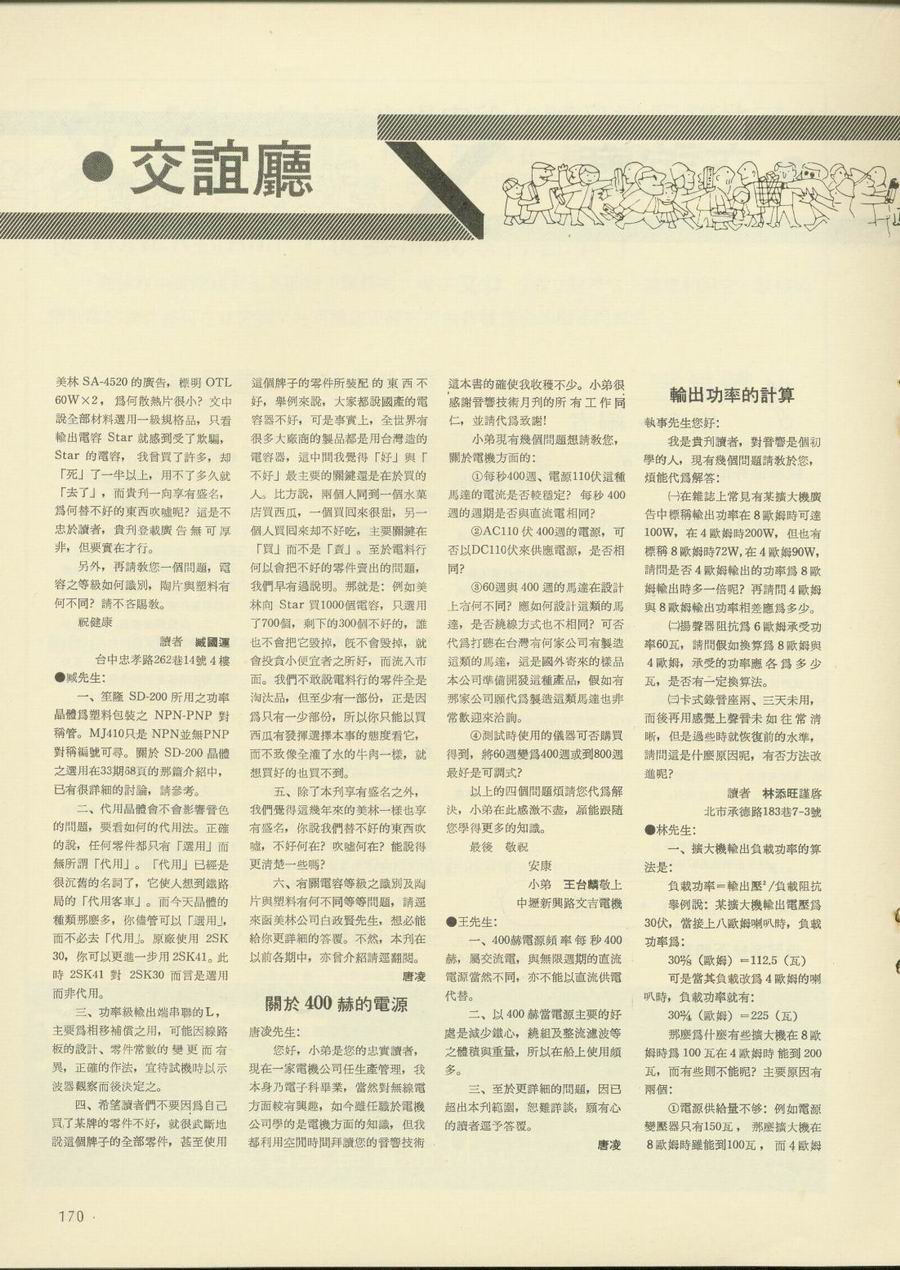 ●交誼廳
美林 SA-4520 的廣告，標明 OTL
60W×2，爲何散熱片很小？文中
說全部材料選用一級規格品，只看
輸出電容 Star 就感到受了欺騙，
Star 的電容，我曾買了許多，却
「死」了一半以上，用不了多久就
「去了」，而貴刊一向享有盛名，
爲何替不好的東西吹噓呢？這是不
忠於讀者，貴刊登載廣告無可厚
非，但要實在才行。
另外，再請敎您一個問題，電
容之等級如何識別，陶片與塑料有
何不同？請不吝賜敎。
祝健康
讀者　臧國運
台中忠孝路262巷14號 4 樓
●臧先生：
一、笙隆 SD-200 所用之功率
晶體爲塑料包裝之 NPN-PNP 對
稱管。MJ410只是 NPN並無PNP
對稱編號可尋。關於 SD-200 晶體
之選用在33期58頁的那篇介紹中，
已有很詳細的討論，請參考。
二、代用晶體會不會影響音色
的問題，要看如何的代用法。正確
的說，任何零件都只有「選用」而
無所謂「代用」。「代用」已經是
很沉舊的名詞了，它使人想到鐵路
局的「代用客車」。而今天晶體的
種類那麼多，你儘管可以「選用」，
而不必去「代用」。原廠使用 2SK
30，你可以更進一步用 2SK41。此
時 2SK41 對 2SK30 而言是選用
而非代用。
三、功率級輸出端串聯的L，
主要爲相移補償之用，可能因線路
板的設計、零件常數的變更而有
異，正確的作法，宜待試機時以示
波器觀察而後決定之。
四、希望讀者們不要因爲自己
買了某牌的零件不好，就很武斷地
說這個牌子的全部零件，甚至使用
這個牌子的零件所裝配的東西不
好，舉例來說，大家都說國產的電
容器不好，可是事實上，全世界有
很多大廠商的製品都是用台灣造的
電容器，這中間我覺得「好」與「
不好」最主要的關鍵還是在於買的
人。比方說，兩個人同到一個水菓
店買西瓜，一個買囘來很甜，另一
個人買囘來却不好吃，主要關鍵在
「買」而不是「賣」。至於電料行
何以會把不好的零件賣出的問題，
我們早有過說明。那就是：例如美
林向 Star 買1000個電容，只選用
了700個，剩下的300個不好的，誰
也不會把它毀掉，旣不會毀掉，就
會投貪小便宜者之所好，而流入市
面。我們不敢說電料行的零件全是
淘汰品，但至少有一部份，正是因
爲只有一少部份，所以你只能以買
西瓜有發揮選擇本事的態度看它，
而不致像全灌了水的牛肉一樣，就
想買好的也買不到。
五、除了本刊享有盛名之外，
我們覺得這幾年來的美林一樣也享
有盛名，你說我們替不好的東西吹
噓，不好何在？吹噓何在？能說得
更清楚一些嗎？
六、有關電容等級之識別及陶
片與塑料有何不同等等問題，請逕
來函美林公司白政賢先生，想必能
給你更詳細的答覆。不然，本刊在
以前各期中，亦曾介紹請逕翻閱。
唐凌
關於 400 赫的電源
唐凌先生：
您好，小弟是您的忠實讀者，
現在一家電機公司任生產管理，我
本身乃電子科畢業，當然對無線電
方面較有興趣，如今雖任職於電機
公司學的是電機方面的知識，但我
都利用空閒時間拜讀您的音響技術
這本書的確使我收穫不少。小弟很
感謝音響技術月刋的所有工作同
仁，並請代爲致謝！
小弟現有幾個問題想請敎您，
關於電機方面的：
①每秒400週、電源110伏這種
馬達的電流是否較穩定？每秒 400
週的週期是否與直流電相同？
②AC110 伏 400週的電源，可
否以DC110伏來供應電源，是否相
同？
③60週與 400 週的馬達在設計
上有何不同？應如何設計這類的馬
達，是否繞線方式也不相同？可否
代爲打聽在台灣有何家公司有製造
這類的馬達，這是國外寄來的樣品
本公司準備開發這種產品，假如有
那家公司願代爲製造這類馬達也非
常歡迎來洽詢。
④測試時使用的儀器可否購買
得到，將60週變爲400週或到800週
最好是可調式？
以上的四個問題煩請您代爲解
決，小弟在此感激不盡，願能跟隨
您學得更多的知識。
最後　敬祝
安康
小弟　王台麟敬上
中壢新興路文吉電機
●王先生：
一、400赫電源頻率每秒400
赫，屬交流電，與無限週期的直流
電源當然不同，亦不能以直流供電
代替。
二、以 400 赫當電源主要的好
處是減少鐵心，繞組及整流濾波等
之體積與重量，所以在船上使用頗
多。
三、至於更詳細的問題，因已
超出本刊範圍，恕難詳談，願有心
的讀者逕予答覆。
唐凌
輸出功率的計算
執事先生您好：
我是貴刊讀者，對音響是個初
學的人，現有幾個問題請敎於您，
煩能代爲解答：
㈠在雜誌上常見有某擴大機廣
告中標稱輸出功率在 8 歐姆時可達
100W，在 4 歐姆時200W，但也有
標稱 8 歐姆時72W，在 4 歐姆90W，
請問是否 4 歐姆輸出的功率爲 8 歐
姆輸出時多一倍呢？再請問 4 歐姆
與 8 歐姆輸出功率相差應爲多少。
㈡揚聲器阻抗爲 6 歐姆承受功
率60瓦，請問假如換算爲 8 歐姆與
4 歐姆，承受的功率應各爲多少
瓦，是否有一定換算法。
㈢卡式錄音座兩、三天未用，
而後再用感覺上聲音未如往常清
晰，但是過些時就恢復前的水準，
請問這是什麼原因呢，有否方法改
進呢？
讀者　林添旺謹啓
北市承德路183巷7-3號
●林先生：
一、擴大機輸出負載功率的算
法是：
負載功率＝輸出壓²/負載阻抗
舉例說：某擴大機輸出電壓爲
30伏，當接上八歐姆喇叭時，負載
功率爲：
30²⁄8（歐姆）＝112.5（瓦）
可是當其負載改爲 4 歐姆的喇
叭時，負載功率就有：
30²⁄4（歐姆）＝225（瓦）
那麼爲什麼有些擴大機在 8 歐
姆時爲 100 瓦在 4 歐姆時 能到 200
瓦，而有些則不能呢？主要原因有
兩個：
①電源供給量不够：例如電源
變壓器只有150瓦，那麼擴大機在
8 歐姆時雖能到100瓦，而 4 歐姆
170